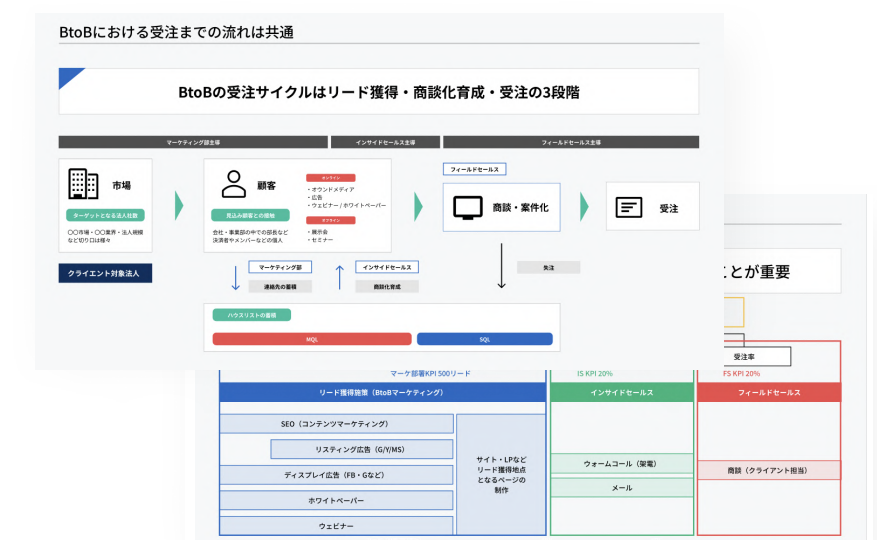 BtoBにおける受注までの流れは共通
BtoBの受注サイクルはリード獲得・商談化育成・受注の3段階
マーケティング部主導
インサイドセールス主導
フィールドセールス主導
市場
ターゲットとなる法人社数
〇〇市場・〇〇業界・法人規模
など切り口は様々
クライエント対象法人
顧客
見込み顧客との接触
会社・事業部の中での部長など
決済者やメンバーなどの個人
オンライン
・オウンドメディア
・広告
・ウェビナー / ホワイトペーパー
オフライン
・展示会
・セミナー
フィールドセールス
商談・案件化
受注
マーケティング部
連絡先の蓄積
インサイドセールス
商談化育成
失注
ハウスリストの蓄積
MQL
SQL
とが重要
受注率
マーケ部署KPI 500リード
IS KPI 20%
FS KPI 20%
リード獲得施策（BtoBマーケティング）
インサイドセールス
フィールドセールス
SEO（コンテンツマーケティング）
リスティング広告（G/Y/MS）
ディスプレイ広告（FB・Gなど）
ホワイトペーパー
ウェビナー
サイト・LPなど
リード獲得地点
となるページの
制作
ウォームコール（架電）
メール
商談（クライアント担当）